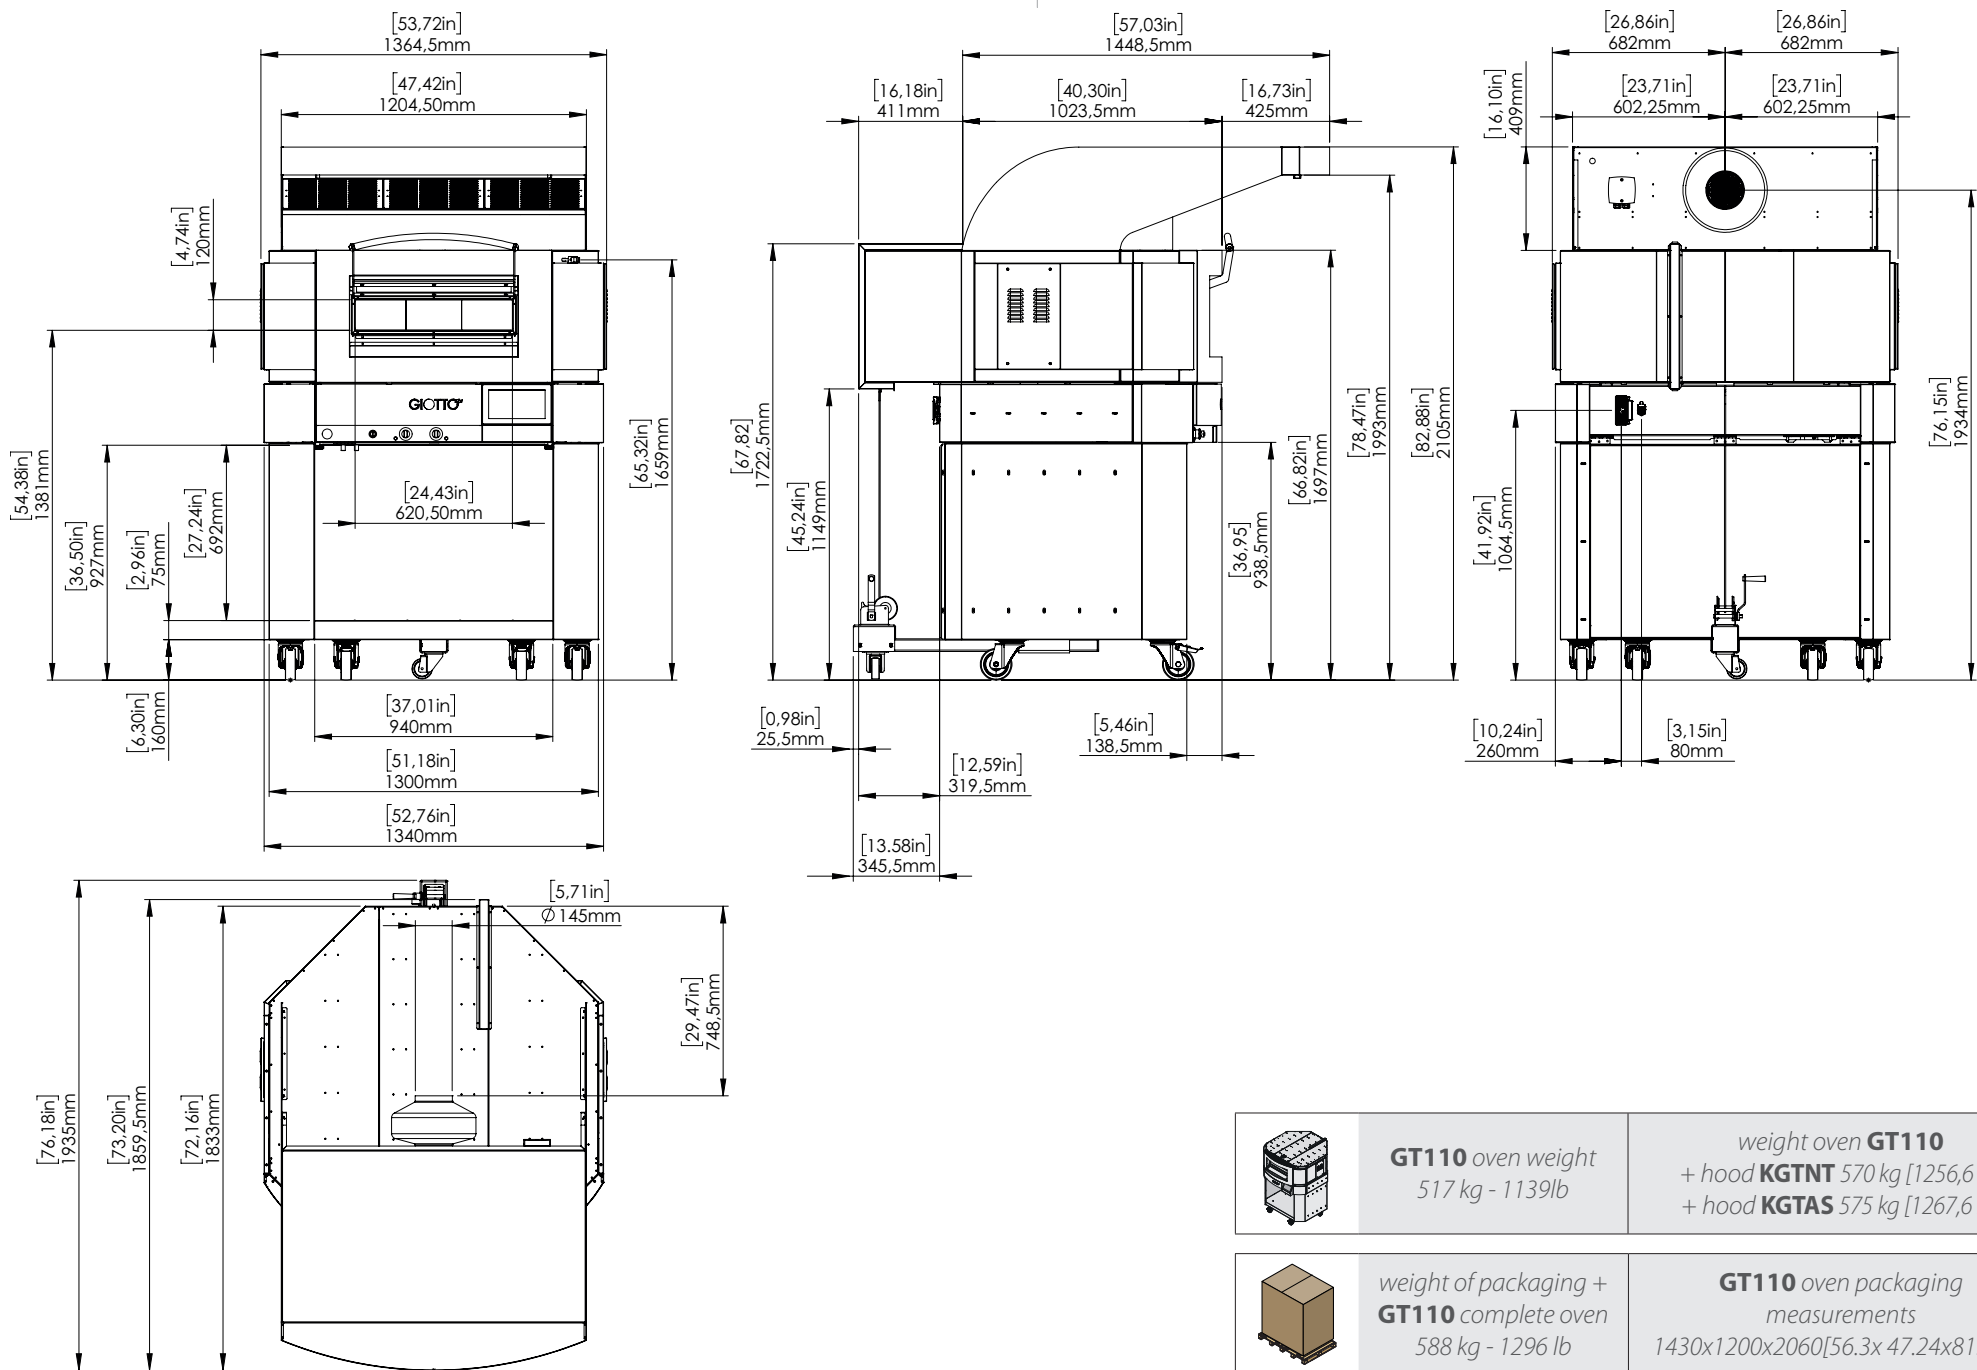 [53,72in]
1364,5mm
[47,42in]
1204,50mm
[4,74in]
120mm
GIOTTO
[54,38in]
1381mm
[36,50in]
927mm
[2,96in]
75mm
[27,24in]
692mm
[24,43in]
620,50mm
[65,32in]
1659mm
[6,30in]
160mm
[37,01in]
940mm
[51,18in]
1300mm
[52,76in]
1340mm
[57,03in]
1448,5mm
[16,18in]
411mm
[40,30in]
1023,5mm
[16,73in]
425mm
[67,82]
1722,5mm
[45,24in]
1149mm
[36,95]
938,5mm
[66,82in]
1697mm
[78,47in]
1993mm
[82,88in]
2105mm
[0,98in]
25,5mm
[5,46in]
138,5mm
[12,59in]
319,5mm
[13.58in]
345,5mm
[26,86in]
682mm
[26,86in]
682mm
[16,10in]
409mm
[23,71in]
602,25mm
[23,71in]
602,25mm
[41,92in]
1064,5mm
[76,15in]
1934mm
[10,24in]
260mm
[3,15in]
80mm
[5,71in]
∅145mm
[29,47in]
748,5mm
[76,18in]
1935mm
[73,20in]
1859,5mm
[72,16in]
1833mm
GT110 oven weight
517 kg - 1139lb
weight oven GT110
+ hood KGTNT 570 kg [1256,6
+ hood KGTAS 575 kg [1267,6
weight of packaging +
GT110 complete oven
588 kg - 1296 lb
GT110 oven packaging
measurements
1430x1200x2060[56.3x 47.24x81